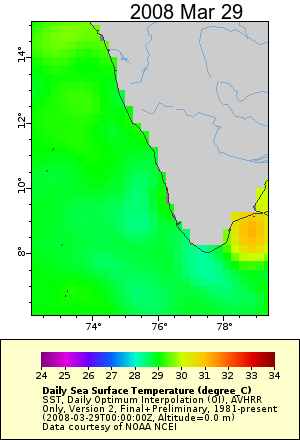 2008 Mar 29
14°
12°
10°
8°
74°
76°
78°
24 25 26 27 28 29 30 31 32 33 34
Daily Sea Surface Temperature (degree_C)
SST, Daily Optimum Interpolation (OI), AVHRR
Only, Version 2, Final+Preliminary, 1981-present
(2008-03-29T00:00:00Z, Altitude=0.0 m)
Data courtesy of NOAA NCEI